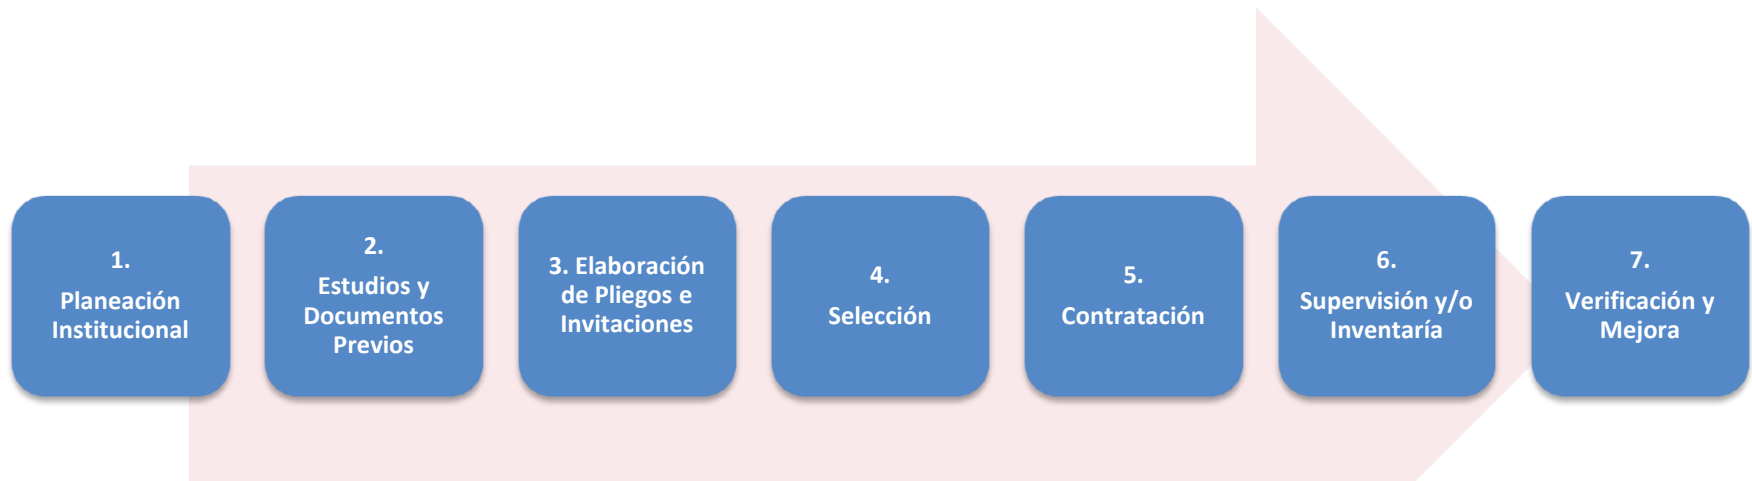 1.
Planeación
Institucional
2.
Estudios y
Documentos
Previos
3. Elaboración
de Pliegos e
Invitaciones
4.
Selección
5.
Contratación
6.
Supervisión y/o
Inventaría
7.
Verificación y
Mejora